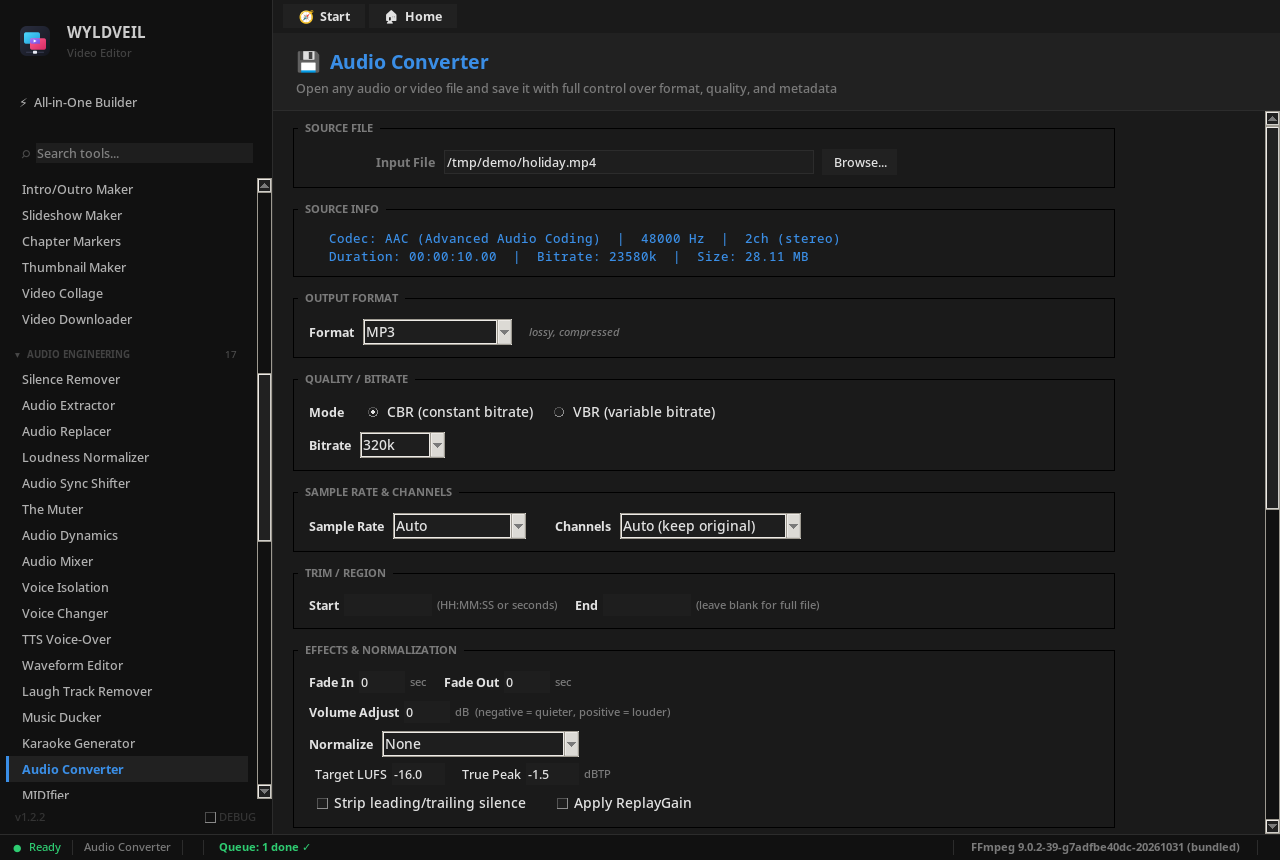 WYLDVEIL
Video Editor
⚡ All-in-One Builder
Search tools...
Intro/Outro Maker
Slideshow Maker
Chapter Markers
Thumbnail Maker
Video Collage
Video Downloader
▾ AUDIO ENGINEERING 17
Silence Remover
Audio Extractor
Audio Replacer
Loudness Normalizer
Audio Sync Shifter
The Muter
Audio Dynamics
Audio Mixer
Voice Isolation
Voice Changer
TTS Voice-Over
Waveform Editor
Laugh Track Remover
Music Ducker
Karaoke Generator
Audio Converter
MIDIfier
v1.2.2 DEBUG
Start Home
Audio Converter
Open any audio or video file and save it with full control over format, quality, and metadata
SOURCE FILE
Input File /tmp/demo/holiday.mp4 Browse...
SOURCE INFO
Codec: AAC (Advanced Audio Coding) | 48000 Hz | 2ch (stereo)
Duration: 00:00:10.00 | Bitrate: 23580k | Size: 28.11 MB
OUTPUT FORMAT
Format MP3 lossy, compressed
QUALITY / BITRATE
Mode CBR (constant bitrate) VBR (variable bitrate)
Bitrate 320k
SAMPLE RATE & CHANNELS
Sample Rate Auto Channels Auto (keep original)
TRIM / REGION
Start (HH:MM:SS or seconds) End (leave blank for full file)
EFFECTS & NORMALIZATION
Fade In 0 sec Fade Out 0 sec
Volume Adjust 0 dB (negative = quieter, positive = louder)
Normalize None
Target LUFS -16.0 True Peak -1.5 dBTP
Strip leading/trailing silence Apply ReplayGain
● Ready Audio Converter Queue: 1 done ✓ FFmpeg 9.0.2-39-g7adfbe40dc-20261031 (bundled)